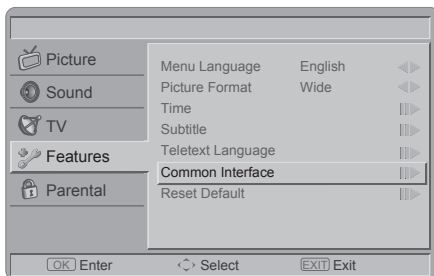 Picture
Sound
TV
Features
Parental
Menu Language English
Picture Format Wide
Time
Subtitle
Teletext Language
Common Interface
Reset Default
OK Enter Select EXIT Exit